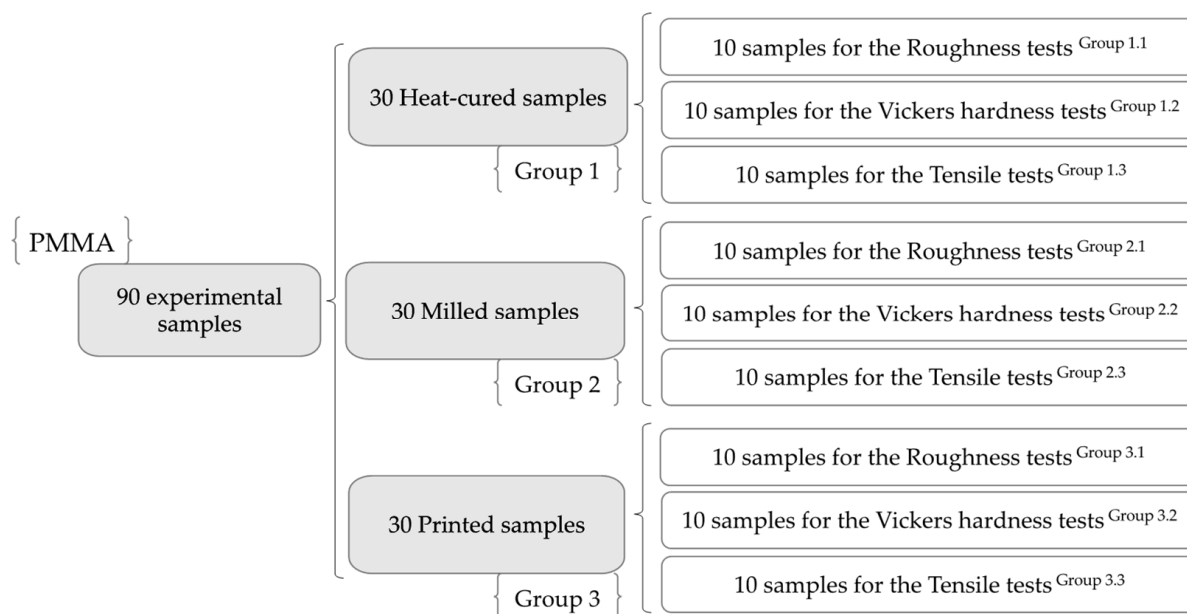 PMMA
90 experimental
samples
30 Heat-cured samples
Group 1
10 samples for the Roughness tests Group 1.1
10 samples for the Vickers hardness tests Group 1.2
10 samples for the Tensile tests Group 1.3
30 Milled samples
Group 2
10 samples for the Roughness tests Group 2.1
10 samples for the Vickers hardness tests Group 2.2
10 samples for the Tensile tests Group 2.3
30 Printed samples
Group 3
10 samples for the Roughness tests Group 3.1
10 samples for the Vickers hardness tests Group 3.2
10 samples for the Tensile tests Group 3.3